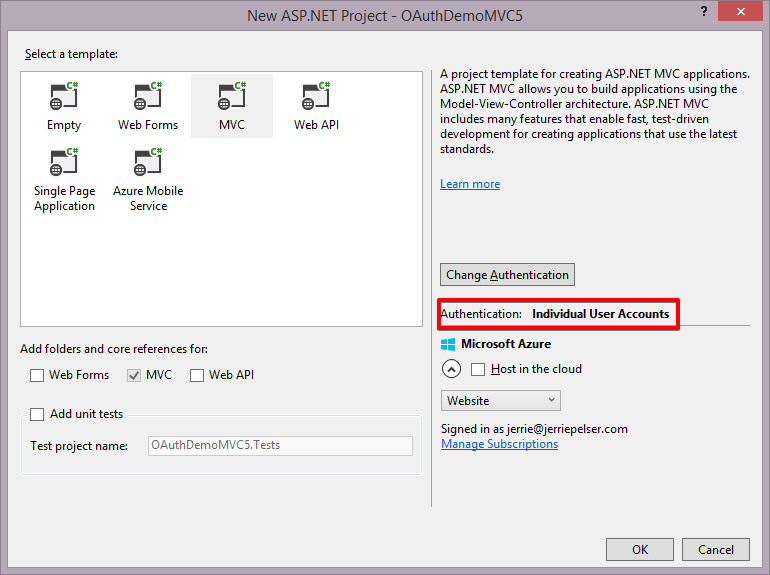 New ASP.NET Project - OAuthDemoMVC5
?
Select a template:
C#
Empty
C#
Web Forms
C#
MVC
C#
Web API
C#
Single Page
Application
C#
Azure Mobile
Service
A project template for creating ASP.NET MVC applications.
ASP.NET MVC allows you to build applications using the
Model-View-Controller architecture. ASP.NET MVC
includes many features that enable fast, test-driven
development for creating applications that use the latest
standards.
Learn more
Change Authentication
Authentication: Individual User Accounts
Microsoft Azure
Host in the cloud
Website
Signed in as jerrie@jerriepelser.com
Manage Subscriptions
Add folders and core references for:
Web Forms MVC Web API
Add unit tests
Test project name: OAuthDemoMVC5.Tests
OK Cancel